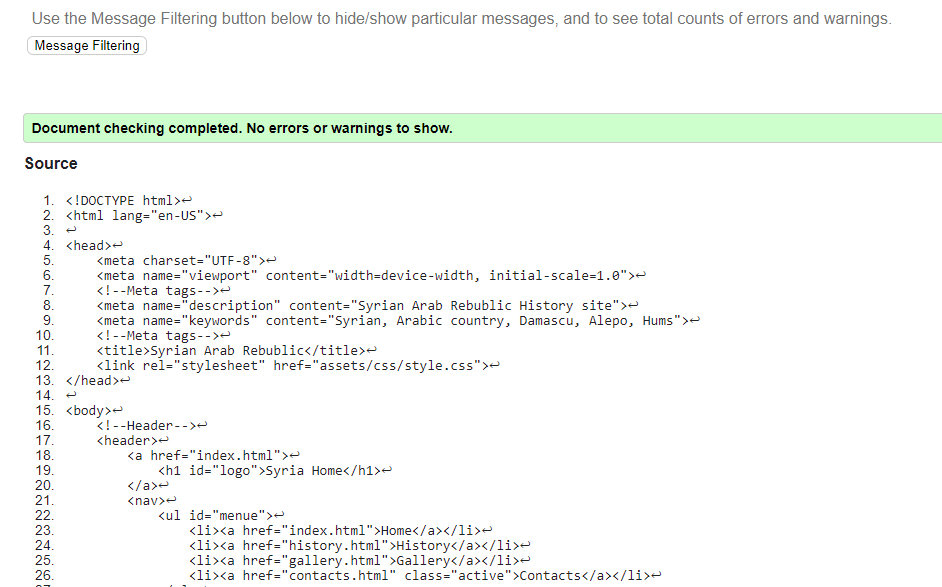 Use the Message Filtering button below to hide/show particular messages, and to see total counts of errors and warnings.
Message Filtering
Document checking completed. No errors or warnings to show.
Source
1. <!DOCTYPE html>↩
2. <html lang="en-US">↩
3. ↩
4. <head>↩
5.     <meta charset="UTF-8">↩
6.     <meta name="viewport" content="width=device-width, initial-scale=1.0">↩
7.     <!--Meta tags-->↩
8.     <meta name="description" content="Syrian Arab Rebublic History site">↩
9.     <meta name="keywords" content="Syrian, Arabic country, Damascu, Alepo, Hums">↩
10.     <!--Meta tags-->↩
11.     <title>Syrian Arab Rebublic</title>↩
12.     <link rel="stylesheet" href="assets/css/style.css">↩
13. </head>↩
14. ↩
15. <body>↩
16.     <!--Header-->↩
17.     <header>↩
18.         <a href="index.html">↩
19.             <h1 id="logo">Syria Home</h1>↩
20.         </a>↩
21.         <nav>↩
22.             <ul id="menue">↩
23.                 <li><a href="index.html">Home</a></li>↩
24.                 <li><a href="history.html">History</a></li>↩
25.                 <li><a href="gallery.html">Gallery</a></li>↩
26.                 <li><a href="contacts.html" class="active">Contacts</a></li>↩